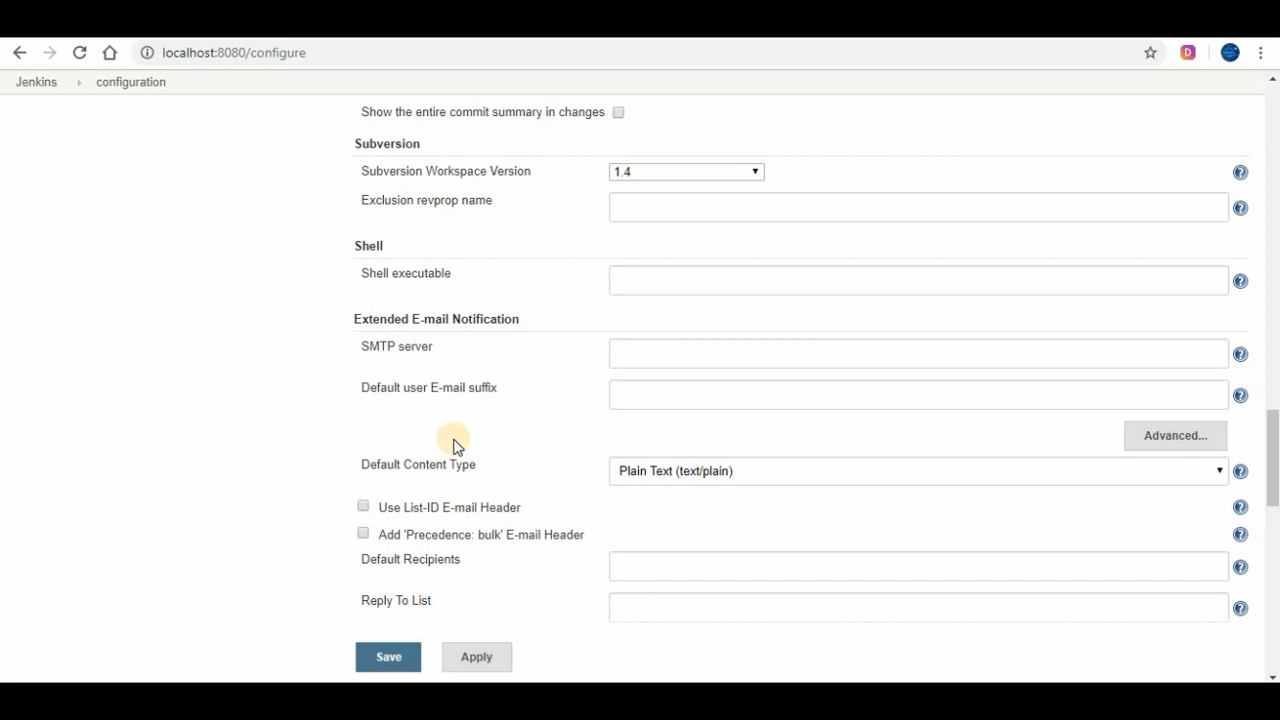 localhost:8080/configure
D
Jenkins > configuration
Show the entire commit summary in changes
Subversion
Subversion Workspace Version 1.4
Exclusion revprop name
Shell
Shell executable
Extended E-mail Notification
SMTP server
Default user E-mail suffix
Advanced...
Default Content Type Plain Text (text/plain)
Use List-ID E-mail Header
Add 'Precedence: bulk' E-mail Header
Default Recipients
Reply To List
Save Apply